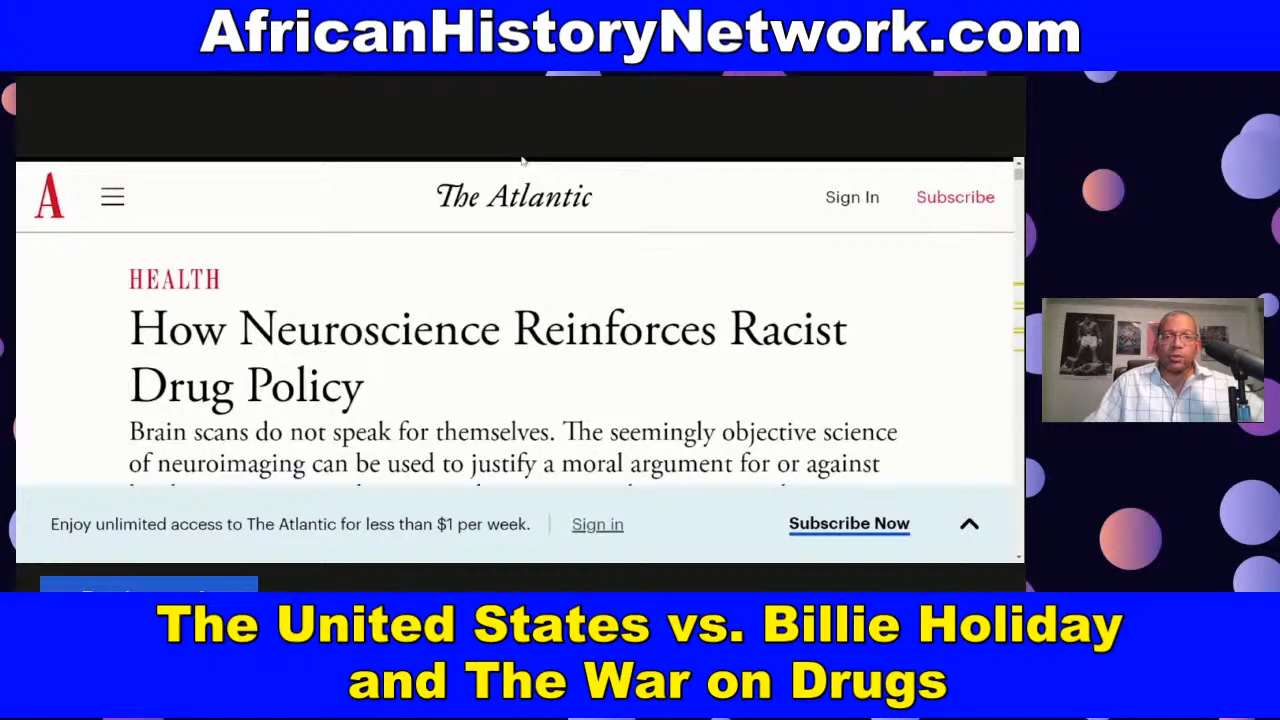 AfricanHistoryNetwork.com
A
The Atlantic
Sign In
Subscribe
HEALTH
How Neuroscience Reinforces Racist
Drug Policy
Brain scans do not speak for themselves. The seemingly objective science
of neuroimaging can be used to justify a moral argument for or against
Enjoy unlimited access to The Atlantic for less than $1 per week.
Sign in
Subscribe Now
The United States vs. Billie Holiday
and The War on Drugs